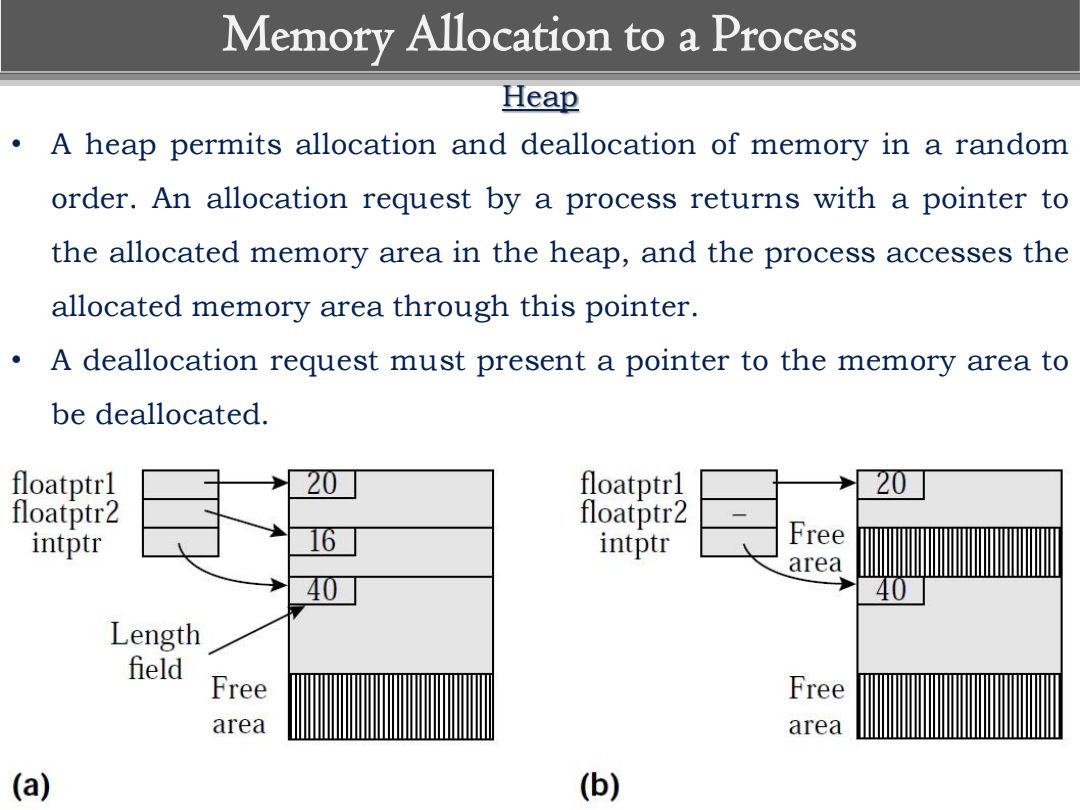 Memory Allocation to a Process
Heap
• A heap permits allocation and deallocation of memory in a random
order. An allocation request by a process returns with a pointer to
the allocated memory area in the heap, and the process accesses the
allocated memory area through this pointer.
• A deallocation request must present a pointer to the memory area to
be deallocated.
floatptr1
floatptr2
intptr
20
16
40
Length
field
Free
area
(a)
floatptr1
floatptr2
intptr
–
20
Free
area
40
Free
area
(b)